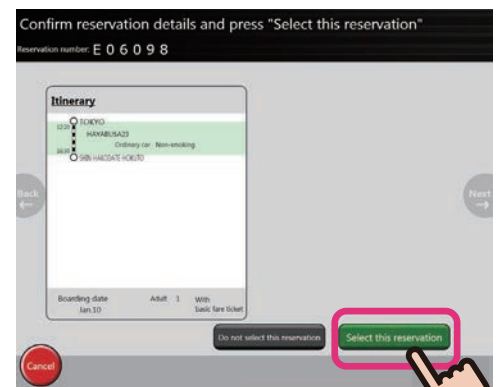 Confirm reservation details and press "Select this reservation"
Reservation number: E 0 6 0 9 8
Itinerary
TOKYO
HAYABUSA23
Ordinary car Non-smoking
SHIN-HAKODATE-HOKUTO
Back
←
Next
→
Boarding date
Jan.10
Adult 1
With
basic fare ticket
Do not select this reservation
Select this reservation
Cancel